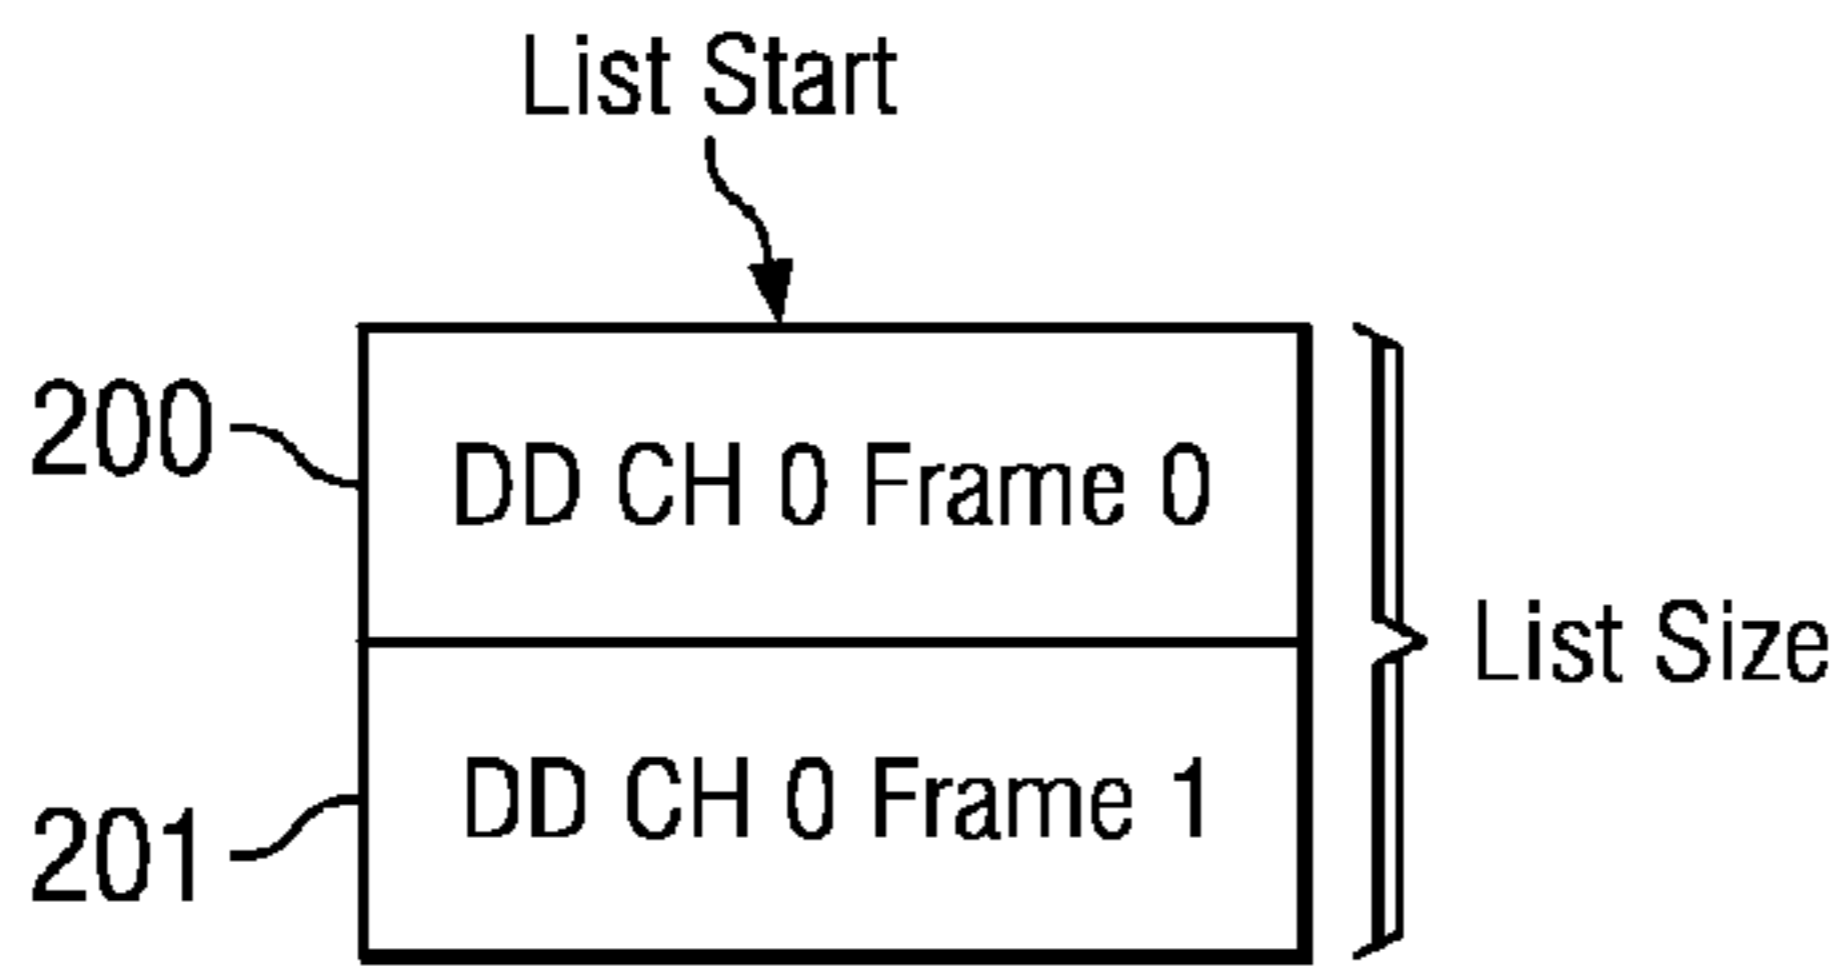 List Start
200
DD CH 0 Frame 0
List Size
201
DD CH 0 Frame 1